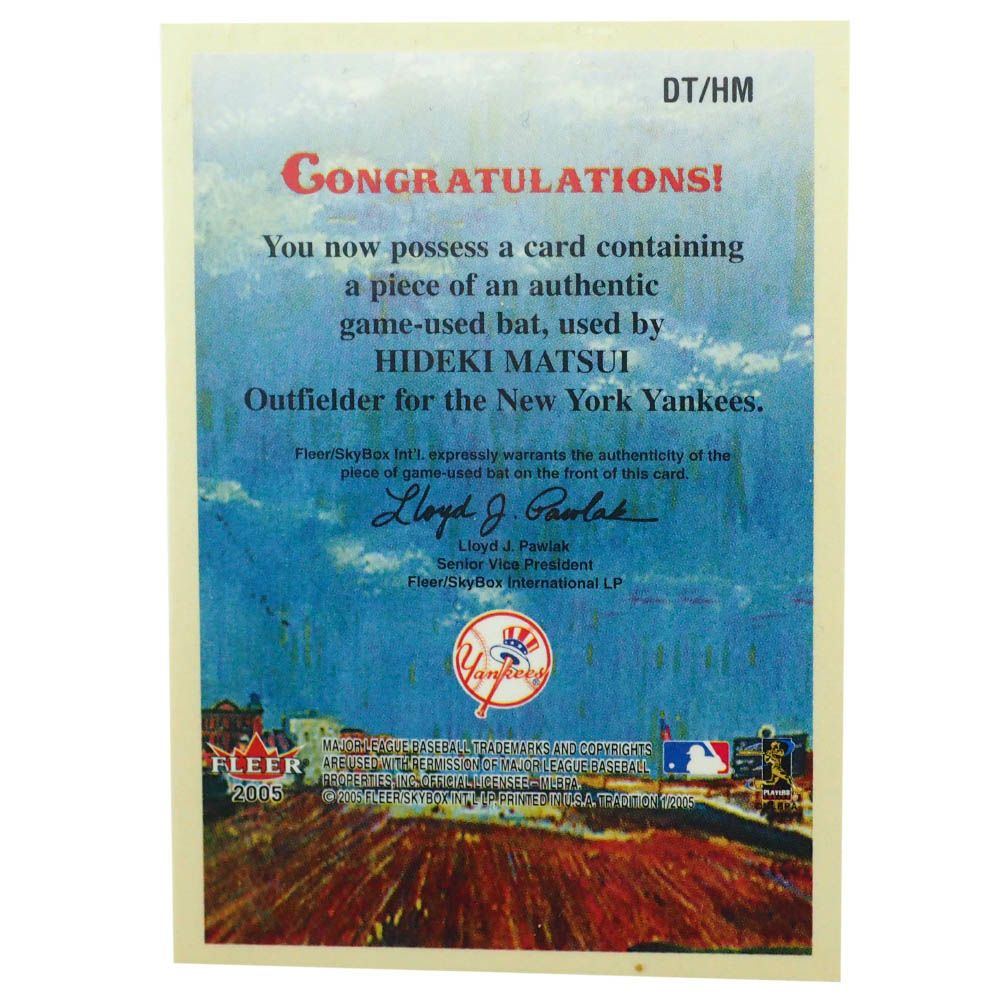 DT/HM
CONGRATULATIONS!
You now possess a card containing
a piece of an authentic
game-used bat, used by
HIDEKI MATSUI
Outfielder for the New York Yankees.
Fleer/SkyBox Int'l. expressly warrants the authenticity of the
piece of game-used bat on the front of this card.
Lloyd J. Pawlak
Lloyd J. Pawlak
Senior Vice President
Fleer/SkyBox International LP
Yankees®
FLEER
2005
MAJOR LEAGUE BASEBALL TRADEMARKS AND COPYRIGHTS
ARE USED WITH PERMISSION OF MAJOR LEAGUE BASEBALL
PROPERTIES, INC. OFFICIAL LICENSEE – MLBPA.
© 2005 FLEER/SKYBOX INT'L LP. PRINTED IN U.S.A. TRADITION 1/2005
PLAYERS